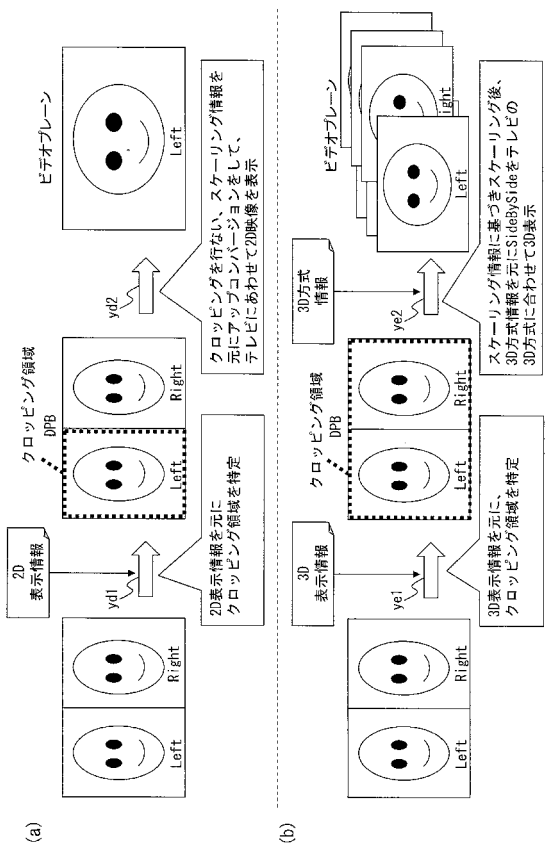 (a)
2D
表示情報
yd1
2D表示情報を元に
クロッピング領域を特定
Left
Right
クロッピング領域
DPB
Left
Right
yd2
クロッピングを行ない、スケーリング情報を
元にアップコンバージョンをして、
テレビにあわせて2D映像を表示
ビデオプレーン
Left
(b)
3D
表示情報
ye1
3D表示情報を元に、
クロッピング領域を特定
Left
Right
クロッピング領域
DPB
Left
Right
3D方式
情報
ye2
スケーリング情報に基づきスケーリング後、
3D方式情報を元にSideBySideをテレビの
3D方式に合わせて3D表示
ビデオプレーン
Left
ight